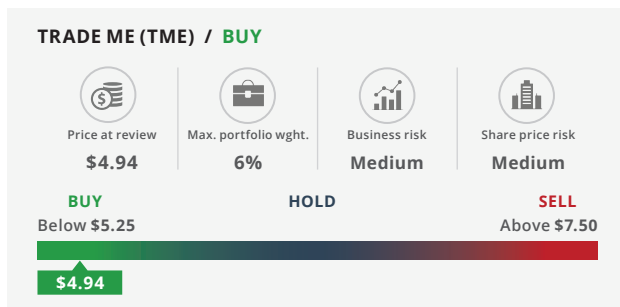 TRADE ME (TME) / BUY
$
Price at review
Max. portfolio wght.
Business risk
Share price risk
$4.94
6%
Medium
Medium
BUY
HOLD
SELL
Below $5.25
Above $7.50
$4.94